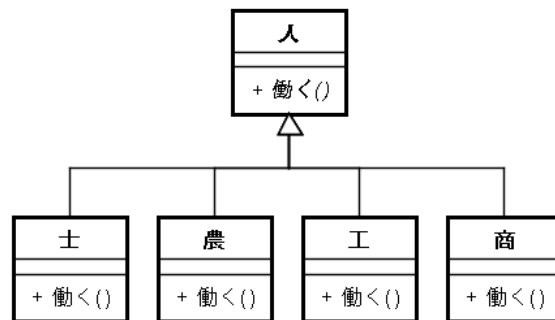 人
+ 働く()
士
+ 働く()
農
+ 働く()
工
+ 働く()
商
+ 働く()